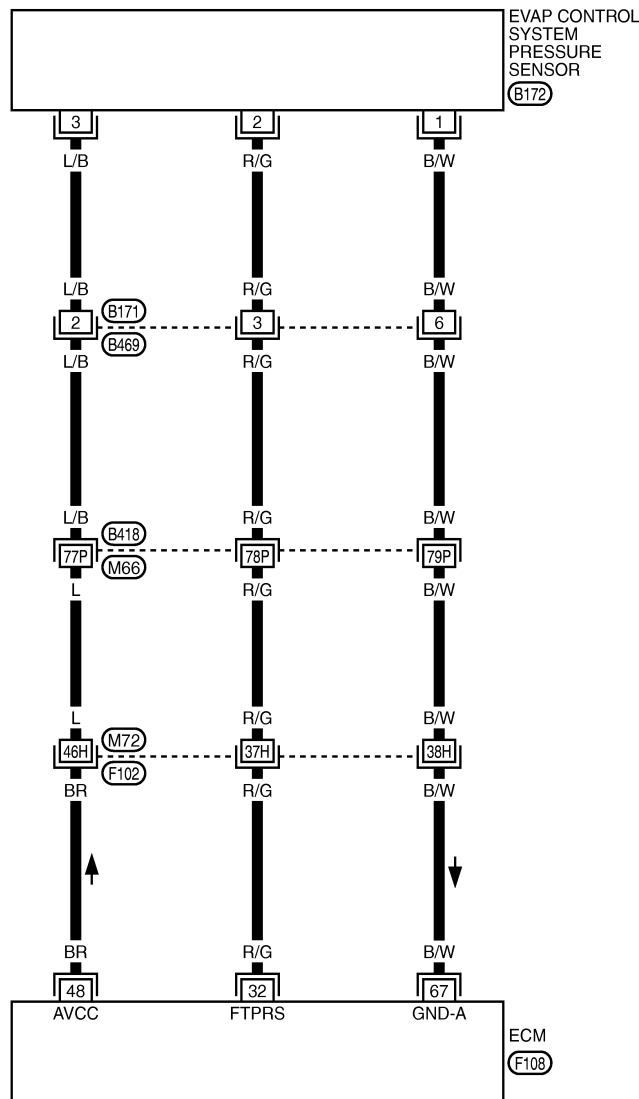 EVAP CONTROL
SYSTEM
PRESSURE
SENSOR
B172
3 2 1
L/B R/G B/W
L/B R/G B/W
B171
2 3 6
B469
L/B R/G B/W
L/B R/G B/W
B418
77P 78P 79P
M66
L R/G B/W
L R/G B/W
M72
46H 37H 38H
F102
BR R/G B/W
BR R/G B/W
48 32 67
AVCC FTPRS GND-A
ECM
F108